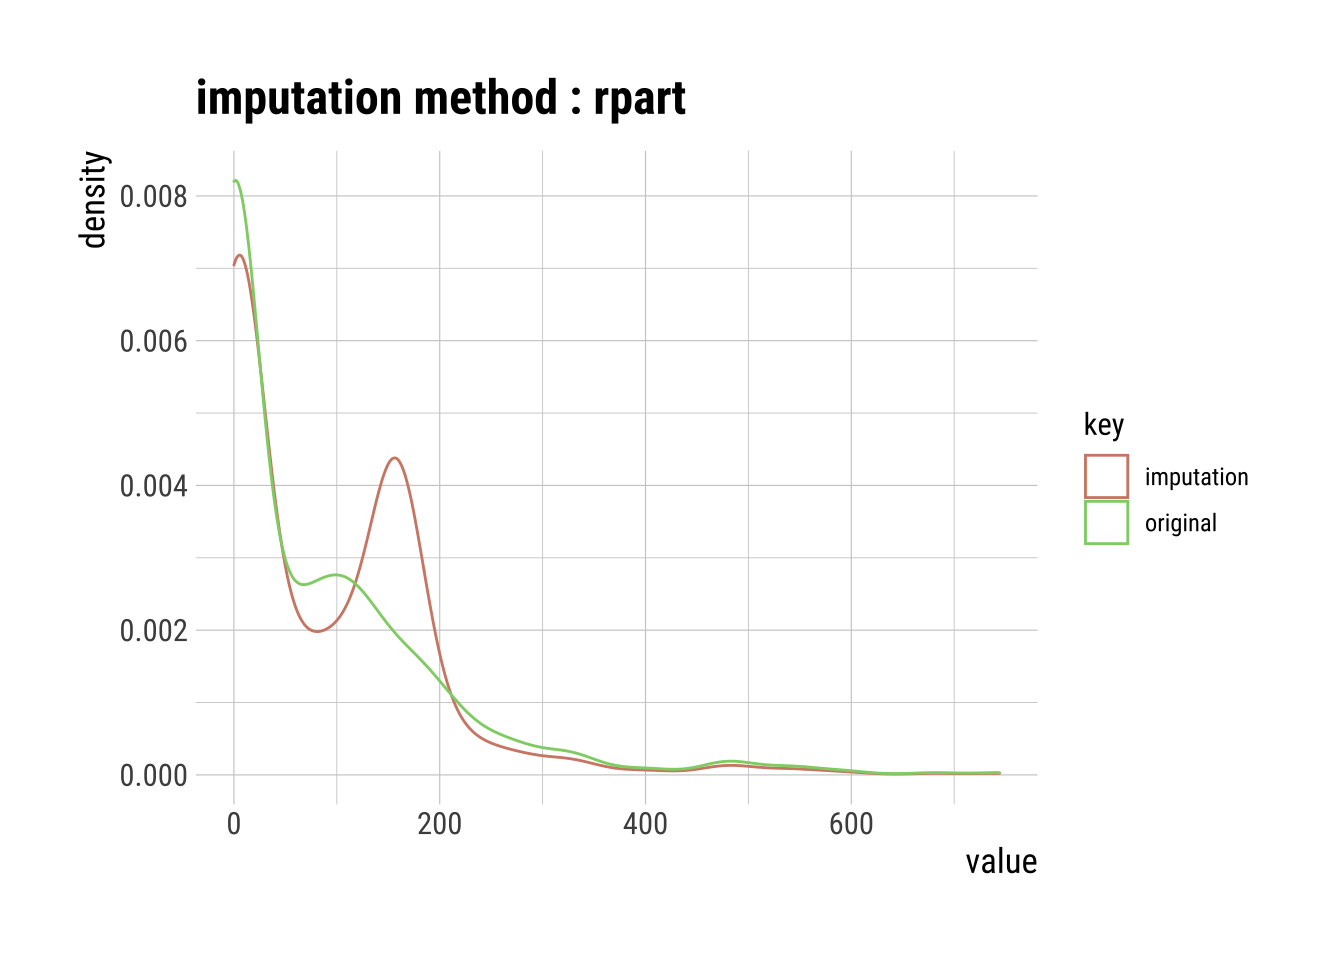 imputation method : rpart
density
0.008
0.006
0.004
0.002
0.000
0 200 400 600
value
key
imputation
original